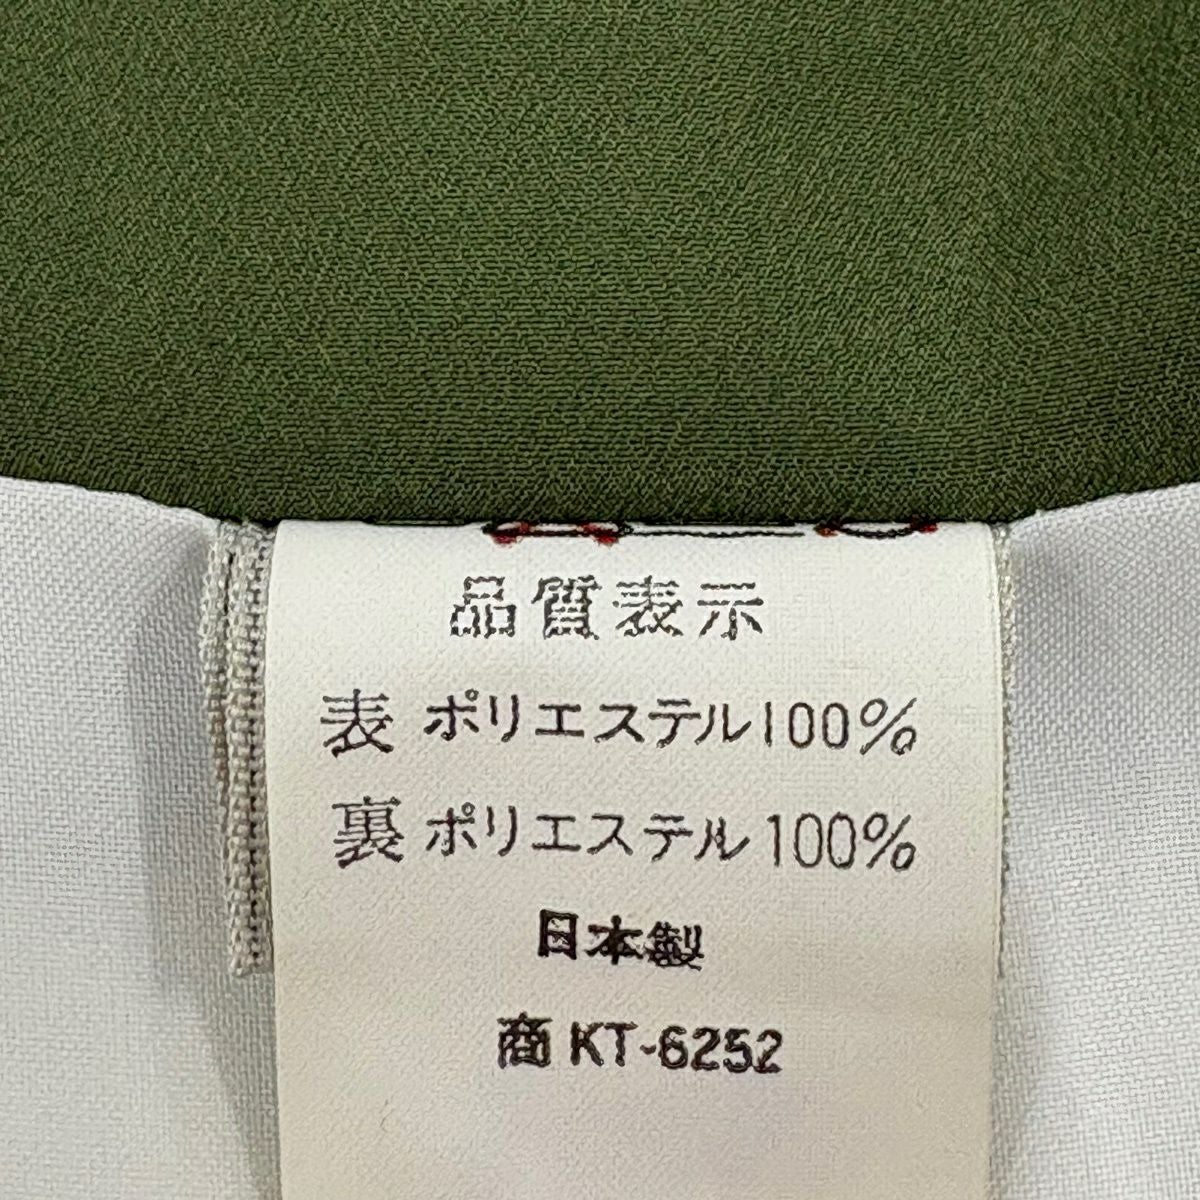 品質表示
表 ポリエステル100%
裏 ポリエステル100%
日本製
商 KT-6252